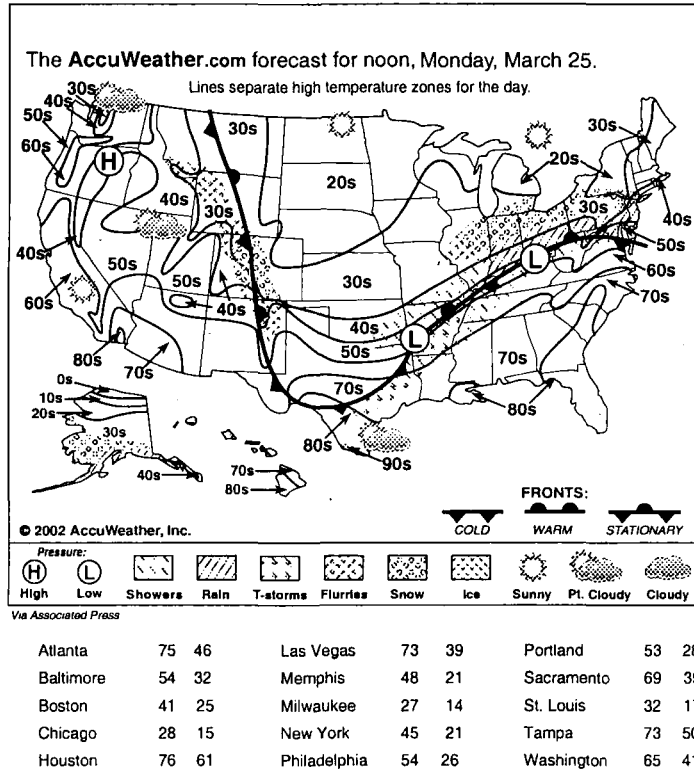 The AccuWeather.com forecast for noon, Monday, March 25.
Lines separate high temperature zones for the day.
30s
40s
50s
60s
H
30s
20s
30s
20s
40s
30s
30s
40s
50s
60s
70s
L
40s
60s
50s
50s
40s
30s
40s
50s
L
70s
70s
80s
80s
70s
80s
90s
0s
10s
20s
30s
40s
70s
80s
FRONTS:
COLD WARM STATIONARY
© 2002 AccuWeather, Inc.
Pressure:
H L
High Low Showers Rain T-storms Flurries Snow Ice Sunny Pt. Cloudy Cloudy
Via Associated Press
Atlanta 75 46 Las Vegas 73 39 Portland 53
Baltimore 54 32 Memphis 48 21 Sacramento 69
Boston 41 25 Milwaukee 27 14 St. Louis 32
Chicago 28 15 New York 45 21 Tampa 73
Houston 76 61 Philadelphia 54 26 Washington 65